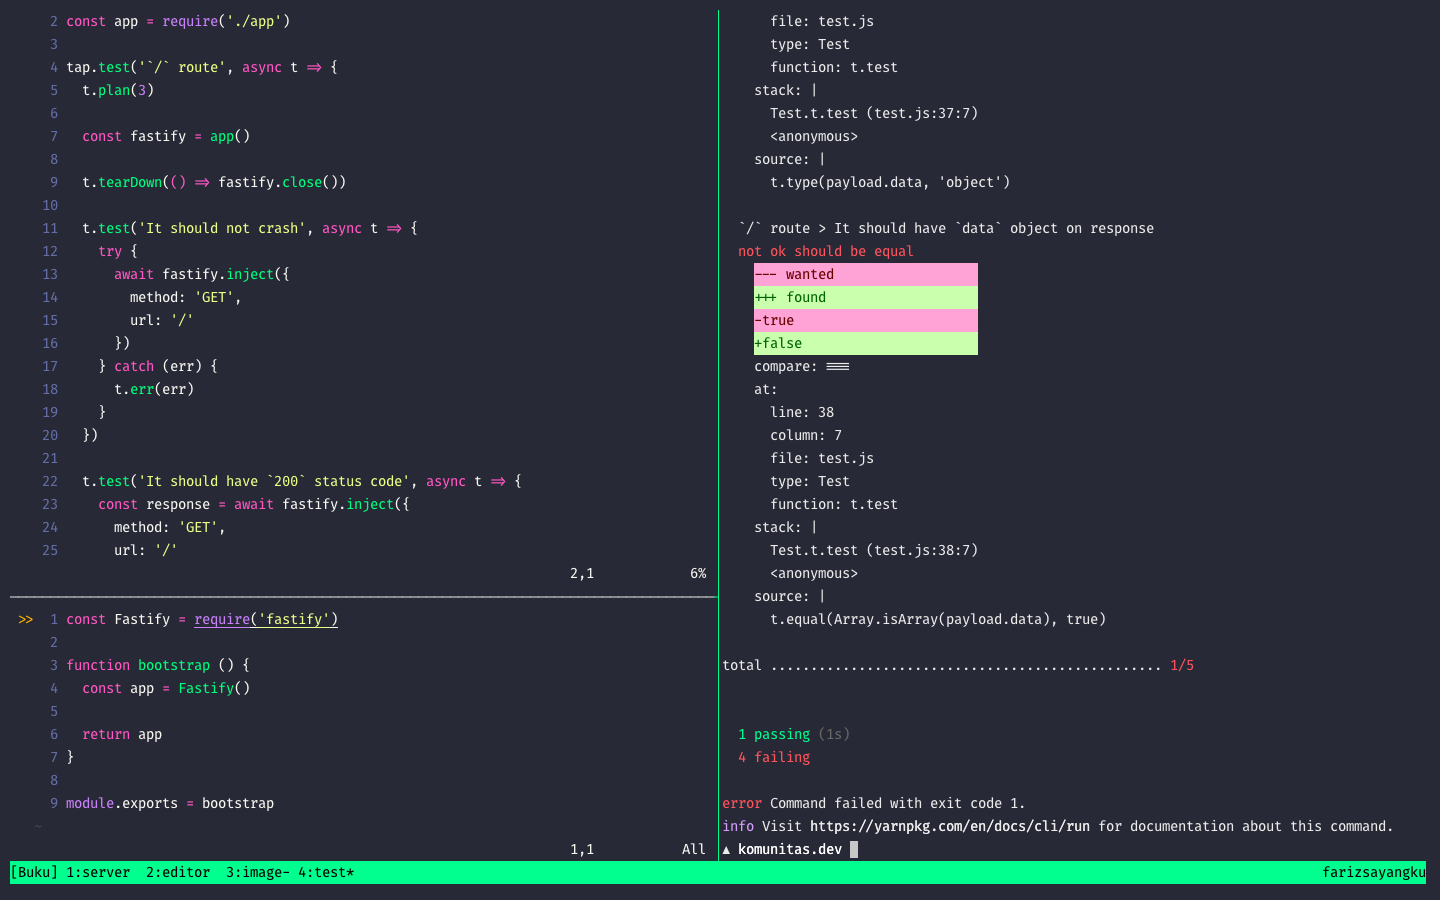 2 const app = require('./app')
3
4 tap.test('`/` route', async t => {
5   t.plan(3)
6
7   const fastify = app()
8
9   t.tearDown(() => fastify.close())
10
11   t.test('It should not crash', async t => {
12     try {
13       await fastify.inject({
14         method: 'GET',
15         url: '/'
16       })
17     } catch (err) {
18       t.err(err)
19     }
20   })
21
22   t.test('It should have `200` status code', async t => {
23     const response = await fastify.inject({
24       method: 'GET',
25       url: '/'
2,1 6%
>> 1 const Fastify = require('fastify')
2
3 function bootstrap () {
4   const app = Fastify()
5
6   return app
7 }
8
9 module.exports = bootstrap
~
1,1 All
file: test.js
type: Test
function: t.test
stack: |
Test.t.test (test.js:37:7)
<anonymous>
source: |
t.type(payload.data, 'object')
`/` route > It should have `data` object on response
not ok should be equal
--- wanted
+++ found
-true
+false
compare: ===
at:
line: 38
column: 7
file: test.js
type: Test
function: t.test
stack: |
Test.t.test (test.js:38:7)
<anonymous>
source: |
t.equal(Array.isArray(payload.data), true)
total ................................................. 1/5
1 passing (1s)
4 failing
error Command failed with exit code 1.
info Visit https://yarnpkg.com/en/docs/cli/run for documentation about this command.
▲ komunitas.dev
[Buku] 1:server  2:editor  3:image- 4:test* farizsayangku